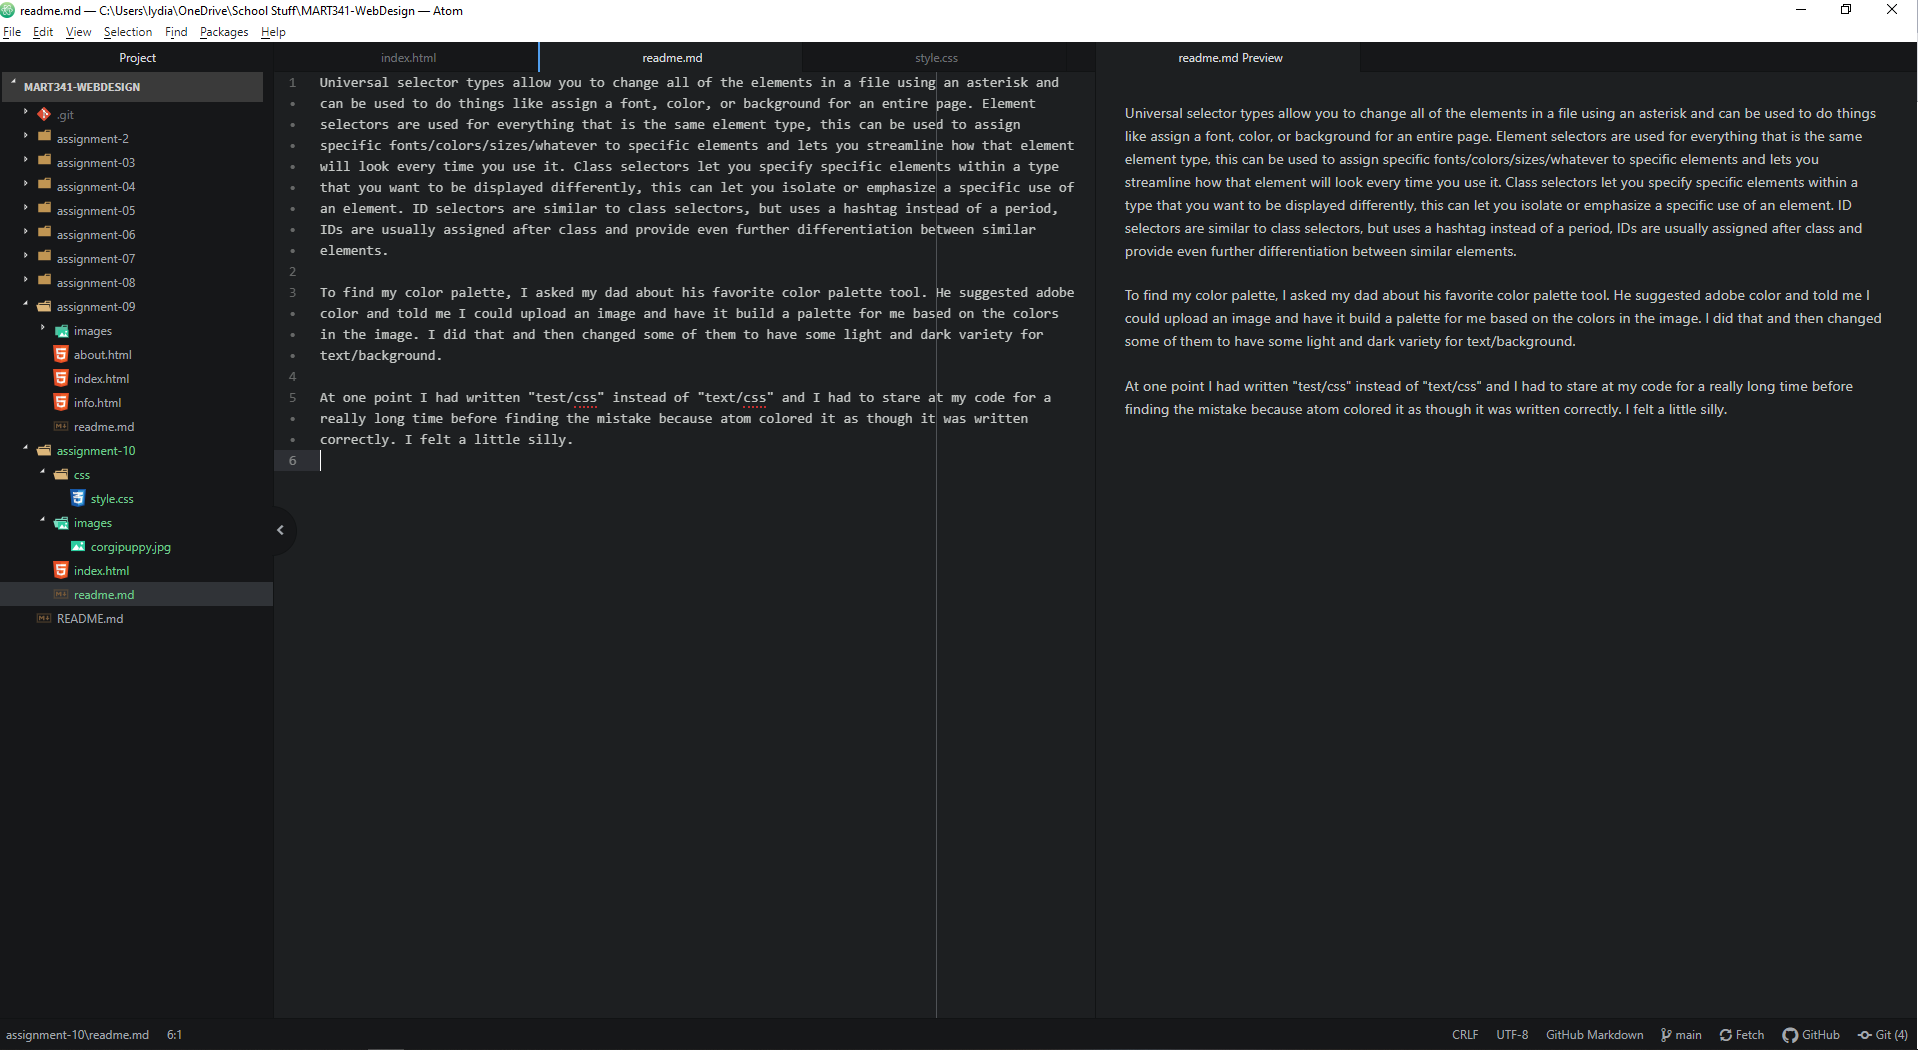 readme.md — C:\Users\lydia\OneDrive\School Stuff\MART341-WebDesign — Atom
File Edit View Selection Find Packages Help
Project
index.html
readme.md
style.css
readme.md Preview
MART341-WEBDESIGN
.git
assignment-2
assignment-03
assignment-04
assignment-05
assignment-06
assignment-07
assignment-08
assignment-09
images
about.html
index.html
info.html
readme.md
assignment-10
css
style.css
images
corgipuppy.jpg
index.html
readme.md
README.md
1 Universal selector types allow you to change all of the elements in a file using an asterisk and
can be used to do things like assign a font, color, or background for an entire page. Element
selectors are used for everything that is the same element type, this can be used to assign
specific fonts/colors/sizes/whatever to specific elements and lets you streamline how that element
will look every time you use it. Class selectors let you specify specific elements within a type
that you want to be displayed differently, this can let you isolate or emphasize a specific use of
an element. ID selectors are similar to class selectors, but uses a hashtag instead of a period,
IDs are usually assigned after class and provide even further differentiation between similar
elements.
2
3 To find my color palette, I asked my dad about his favorite color palette tool. He suggested adobe
color and told me I could upload an image and have it build a palette for me based on the colors
in the image. I did that and then changed some of them to have some light and dark variety for
text/background.
4
5 At one point I had written "test/css" instead of "text/css" and I had to stare at my code for a
really long time before finding the mistake because atom colored it as though it was written
correctly. I felt a little silly.
6
Universal selector types allow you to change all of the elements in a file using an asterisk and can be used to do things
like assign a font, color, or background for an entire page. Element selectors are used for everything that is the same
element type, this can be used to assign specific fonts/colors/sizes/whatever to specific elements and lets you
streamline how that element will look every time you use it. Class selectors let you specify specific elements within a
type that you want to be displayed differently, this can let you isolate or emphasize a specific use of an element. ID
selectors are similar to class selectors, but uses a hashtag instead of a period, IDs are usually assigned after class and
provide even further differentiation between similar elements.
To find my color palette, I asked my dad about his favorite color palette tool. He suggested adobe color and told me I
could upload an image and have it build a palette for me based on the colors in the image. I did that and then changed
some of them to have some light and dark variety for text/background.
At one point I had written "test/css" instead of "text/css" and I had to stare at my code for a really long time before
finding the mistake because atom colored it as though it was written correctly. I felt a little silly.
assignment-10\readme.md 6:1
CRLF UTF-8 GitHub Markdown main Fetch GitHub Git (4)